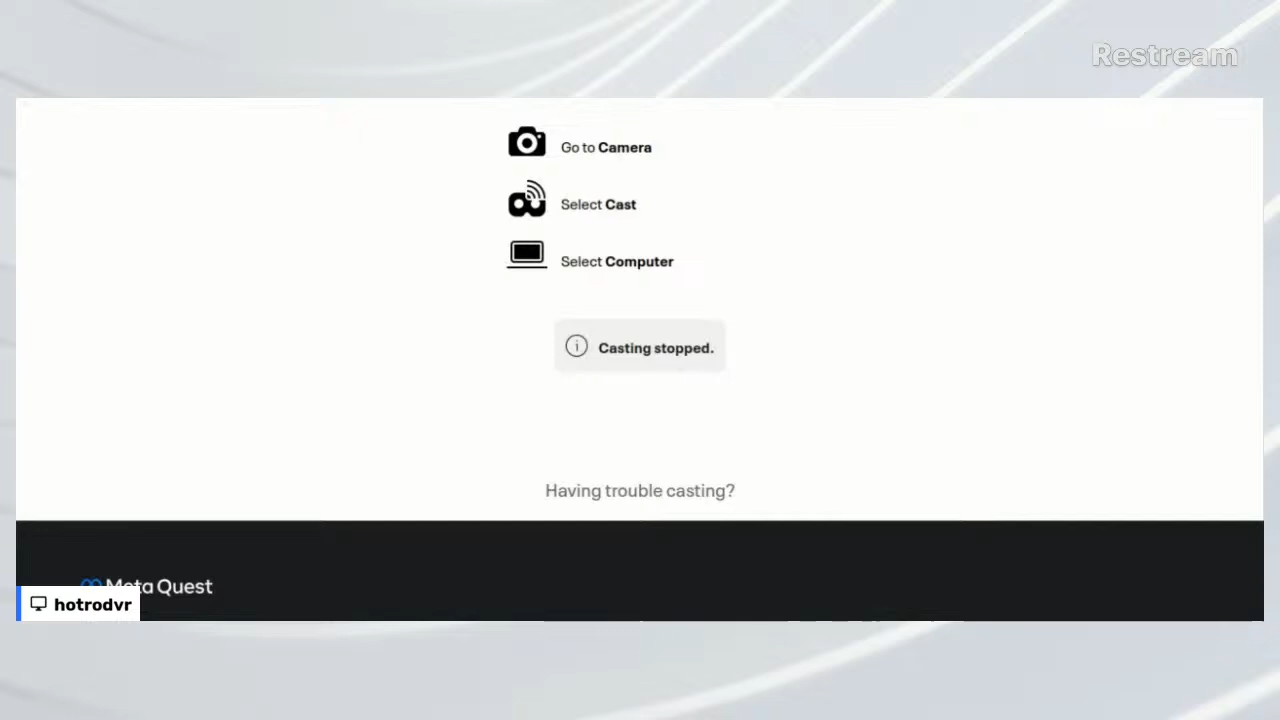 Restream
Go to Camera
Select Cast
Select Computer
Casting stopped.
Having trouble casting?
Meta Quest
hotrodvr